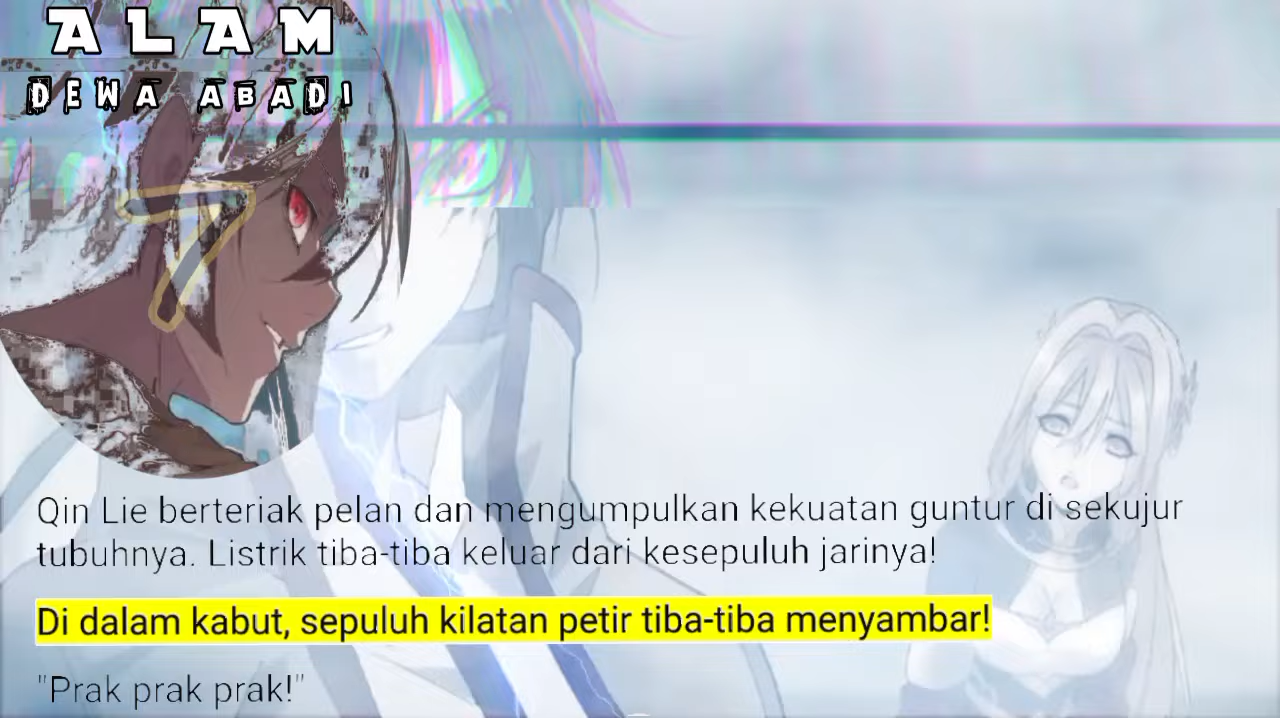 ALAM
DEWA ABADI
7
Qin Lie berteriak pelan dan mengumpulkan kekuatan guntur di sekujur
tubuhnya. Listrik tiba-tiba keluar dari kesepuluh jarinya!
Di dalam kabut, sepuluh kilatan petir tiba-tiba menyambar!
"Prak prak prak!"